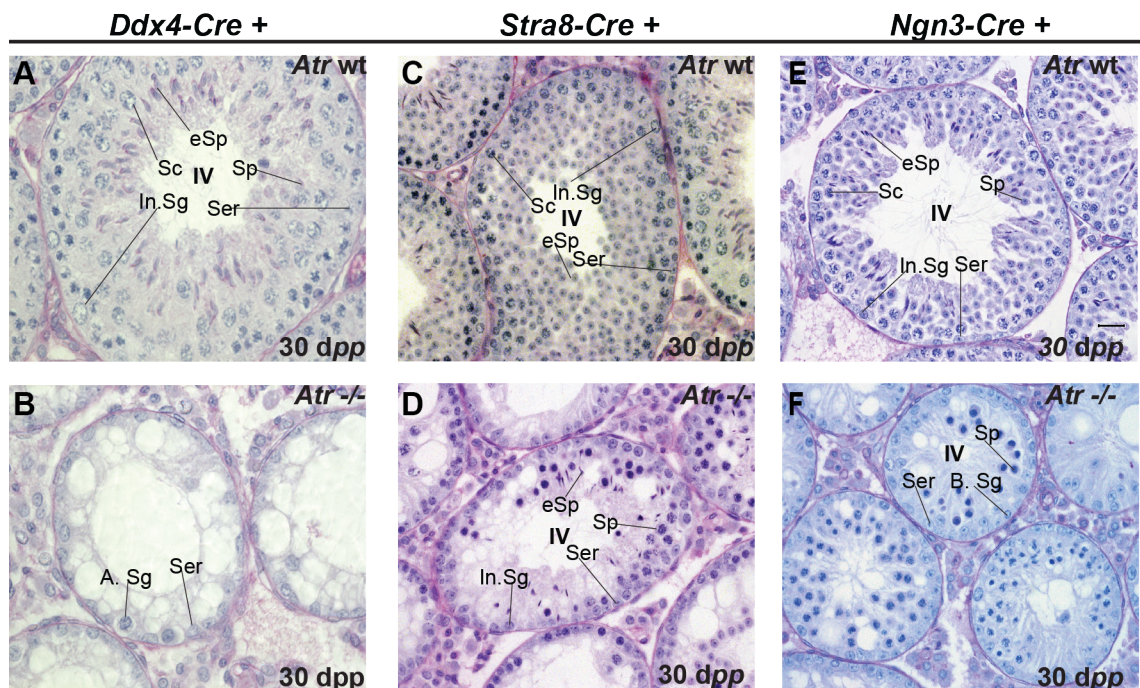 Ddx4-Cre +
Stra8-Cre +
Ngn3-Cre +
A
Atr wt
eSp
Sc
IV
Sp
In.Sg
Ser
30 dpp
C
Atr wt
In.Sg
Sc
IV
eSp
Ser
30 dpp
E
Atr wt
eSp
Sc
Sp
IV
In.Sg
Ser
30 dpp
B
Atr -/-
A. Sg
Ser
30 dpp
D
Atr -/-
eSp
Sp
IV
Ser
In.Sg
30 dpp
F
Atr -/-
Sp
IV
Ser
B. Sg
30 dpp